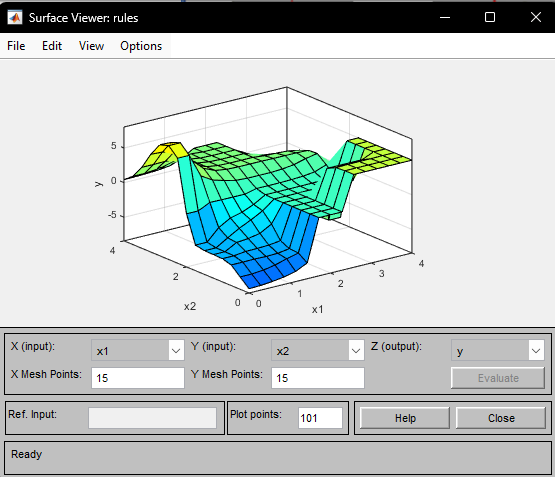 Surface Viewer: rules
File Edit View Options
5
0
-5
y
4
2
0
x2
0
1
2
3
4
x1
X (input): x1 Y (input): x2 Z (output): y
X Mesh Points: 15 Y Mesh Points: 15 Evaluate
Ref. Input: Plot points: 101 Help Close
Ready